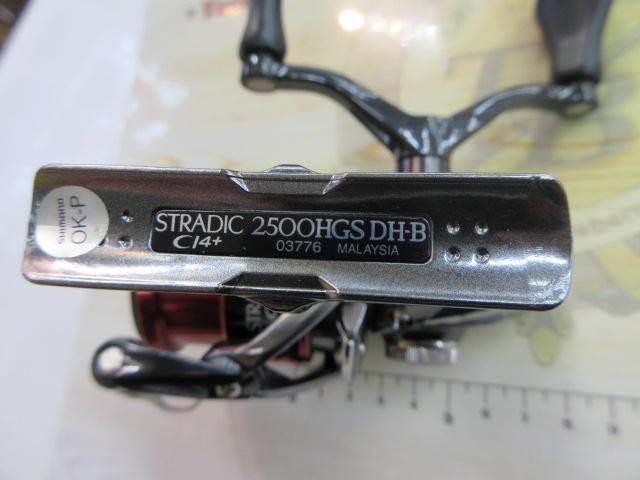 SHIMANO
OK-P
STRADIC 2500HGS DH-B
CI4+ 03776 MALAYSIA